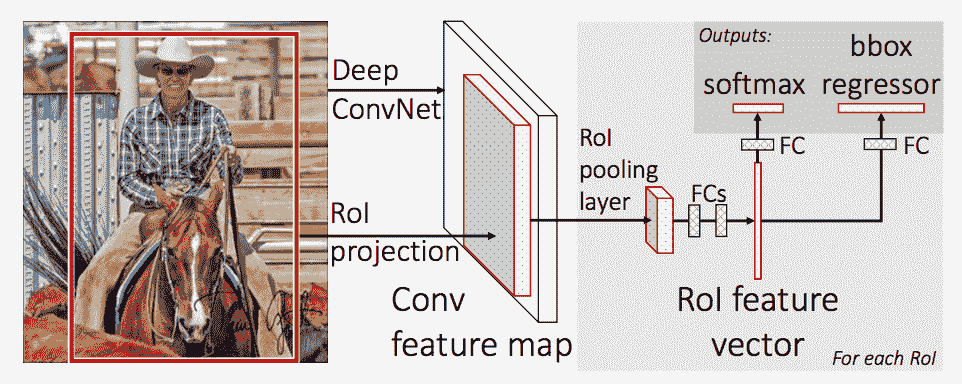 Deep
ConvNet
RoI
projection
Conv
feature map
RoI
pooling
layer
FCs
RoI feature
vector
For each RoI
Outputs:
softmax
bbox
regressor
FC
FC